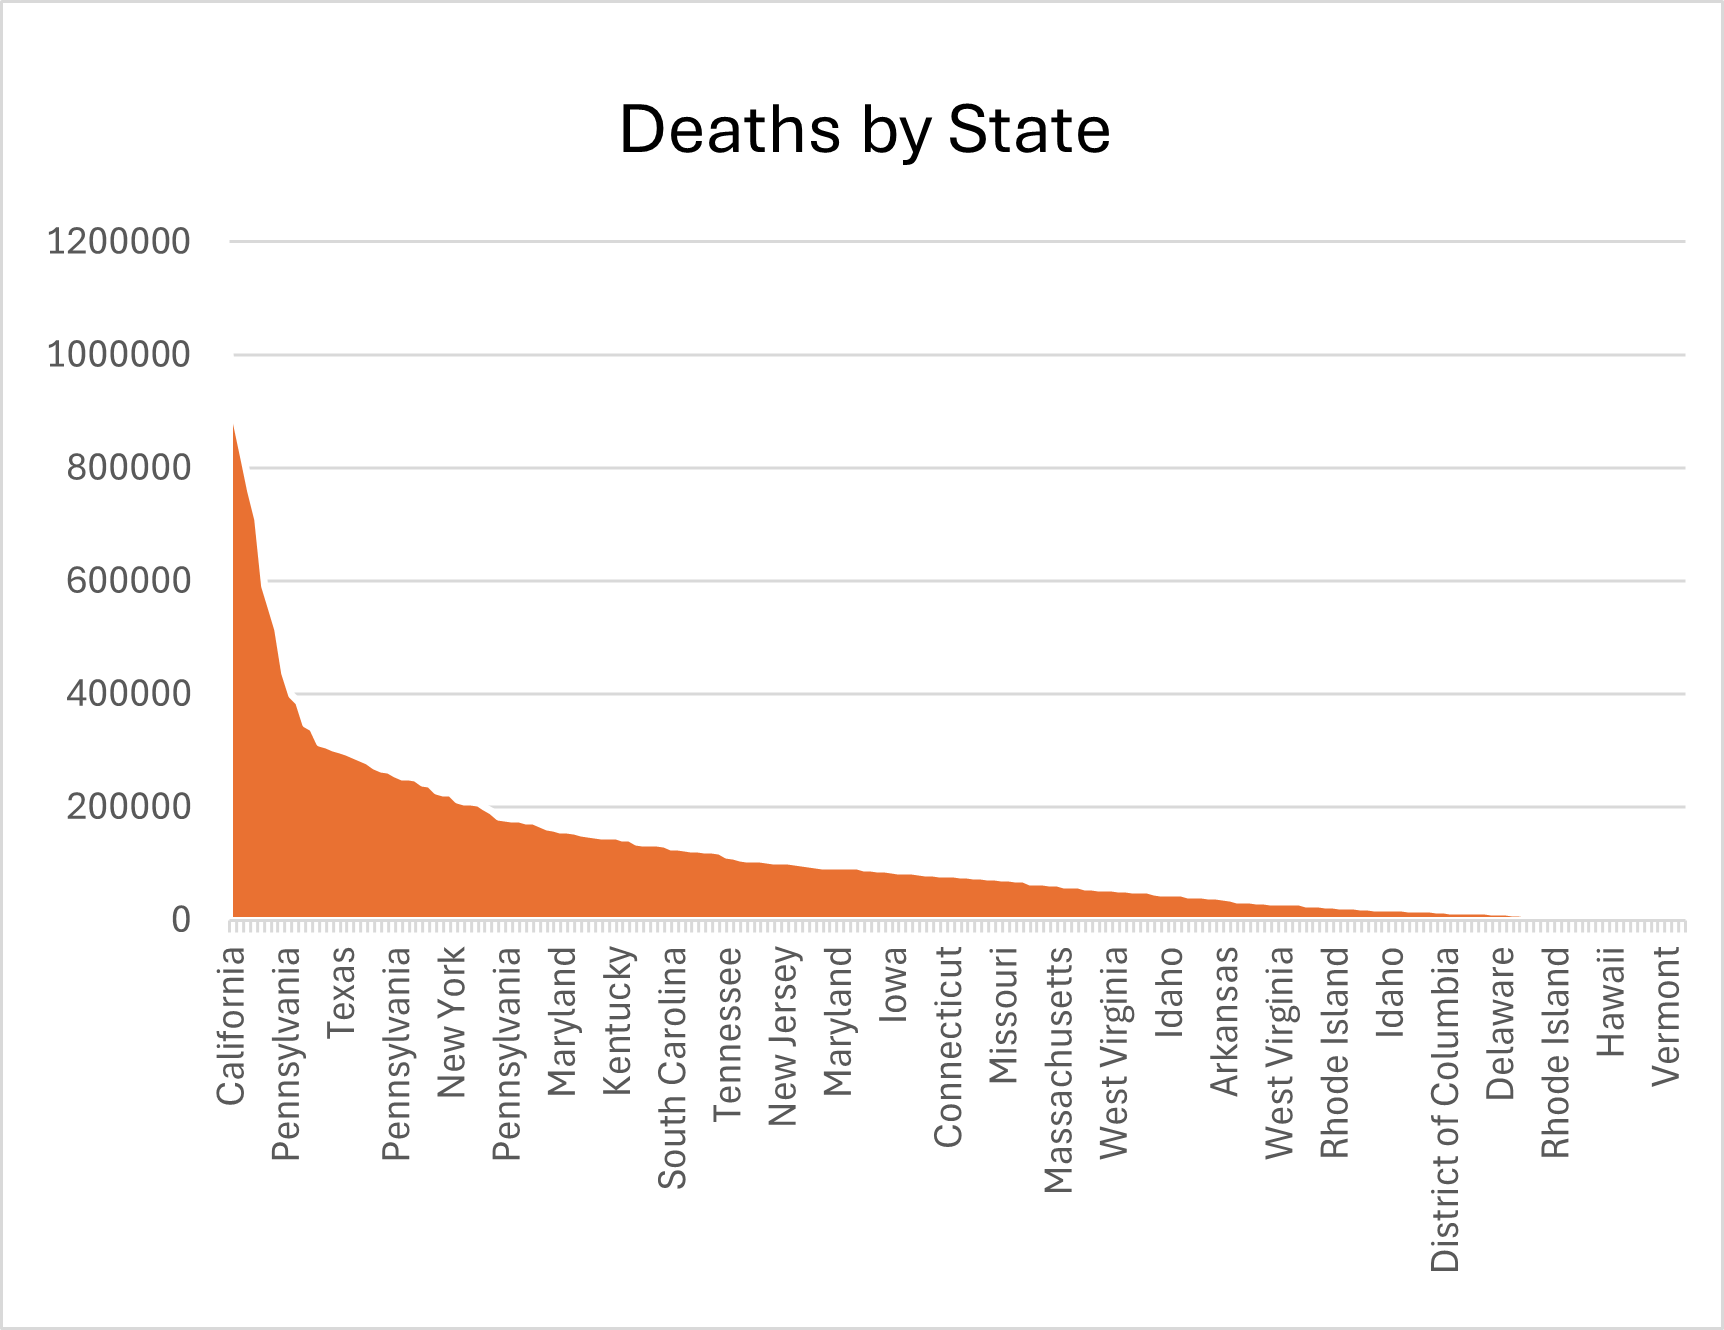 Deaths by State
1200000
1000000
800000
600000
400000
200000
0
California
Pennsylvania
Texas
Pennsylvania
New York
Pennsylvania
Maryland
Kentucky
South Carolina
Tennessee
New Jersey
Maryland
Iowa
Connecticut
Missouri
Massachusetts
West Virginia
Idaho
Arkansas
West Virginia
Rhode Island
Idaho
District of Columbia
Delaware
Rhode Island
Hawaii
Vermont